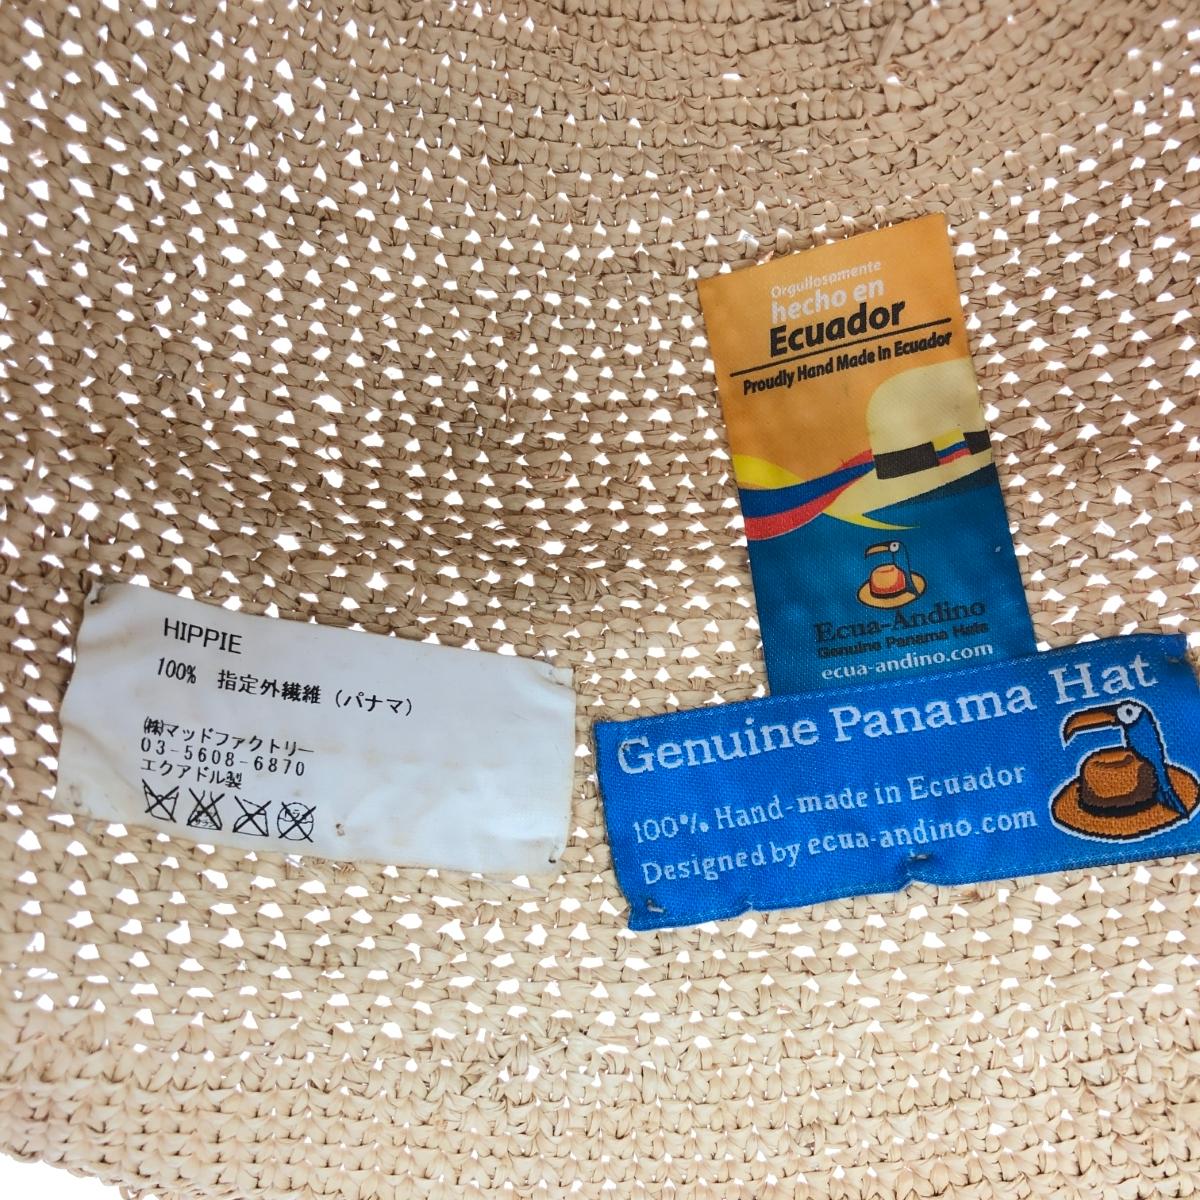 Orgullosamente
hecho en
Ecuador
Proudly Hand Made in Ecuador
Ecua-Andino
Genuine Panama Hats
ecua-andino.com
HIPPIE
100% 指定外繊維（パナマ）
㈱マッドファクトリー
03-5608-6870
エクアドル製
Genuine Panama Hat
100% Hand-made in Ecuador
Designed by ecua-andino.com